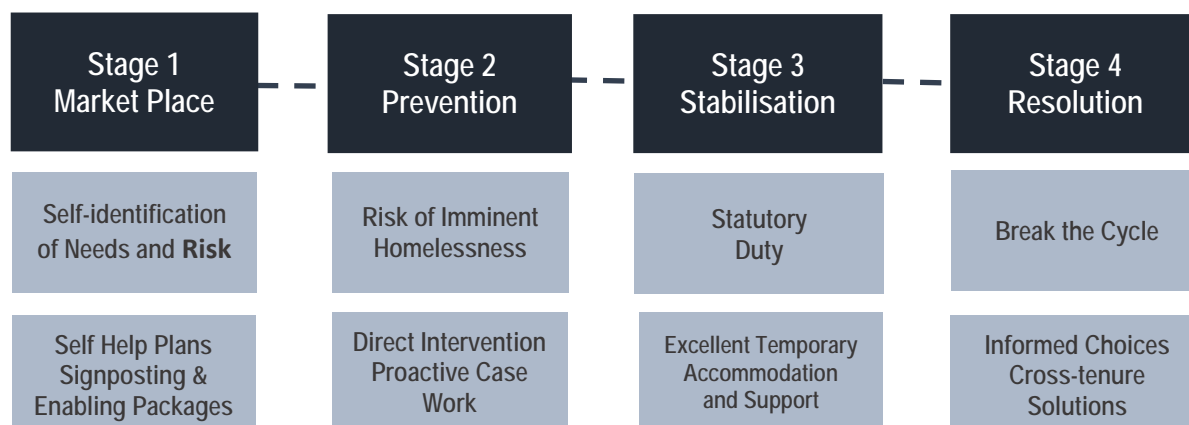 Stage 1
Market Place
Stage 2
Prevention
Stage 3
Stabilisation
Stage 4
Resolution
Self-identification
of Needs and Risk
Risk of Imminent
Homelessness
Statutory
Duty
Break the Cycle
Self Help Plans
Signposting &
Enabling Packages
Direct Intervention
Proactive Case
Work
Excellent Temporary
Accommodation
and Support
Informed Choices
Cross-tenure
Solutions